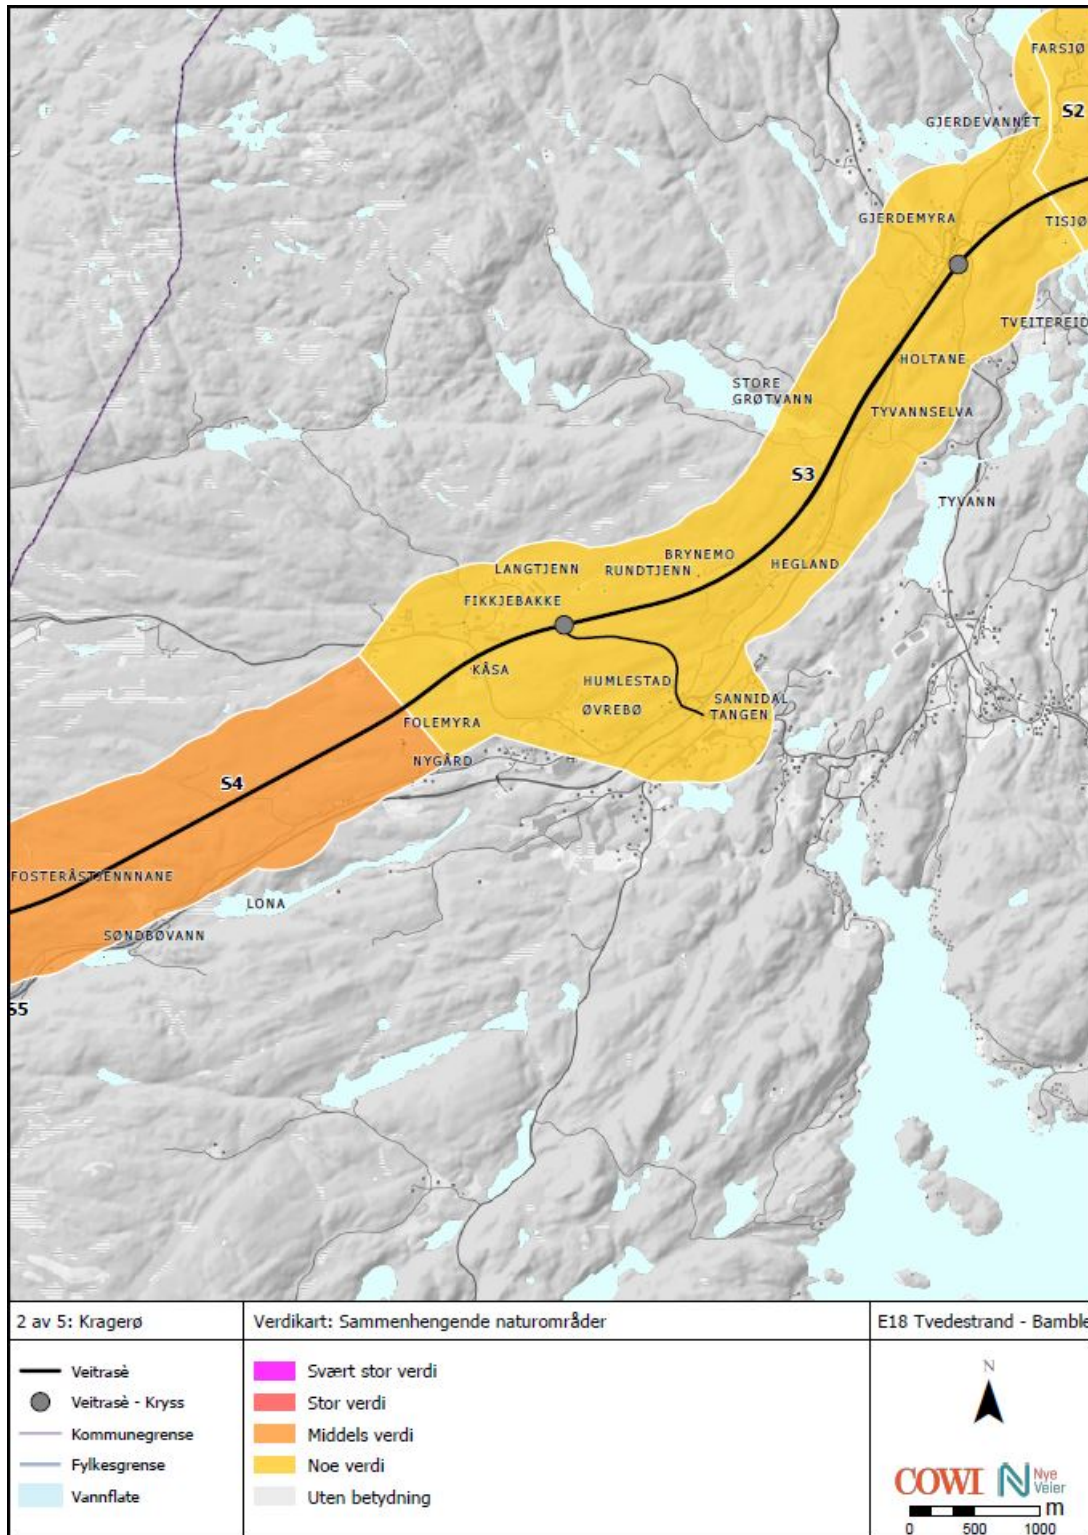 FARSJØ
S2
GJERDEVANNET
GJERDEMYRA
TISJØ
TVEITEREID
HOLTANE
STORE
GRØTVANN
TYVANNSELVA
S3
TYVANN
BRYNEMO
LANGTJENN
RUNDTJENN
HEGLAND
FIKKJEBAKKE
KÅSA
HUMLESTAD
SANNIDAL
ØVREBØ
TANGEN
FOLEMYRA
NYGÅRD
S4
FOSTERÅSTJENNNANE
LONA
SØNDBØVANN
S5
2 av 5: Kragerø
Verdikart: Sammenhengende naturområder
E18 Tvedestrand - Bamble
Veitrasè
Veitrasè - Kryss
Kommunegrense
Fylkesgrense
Vannflate
Svært stor verdi
Stor verdi
Middels verdi
Noe verdi
Uten betydning
N
COWI
Nye
Veier
m
0 500 1000